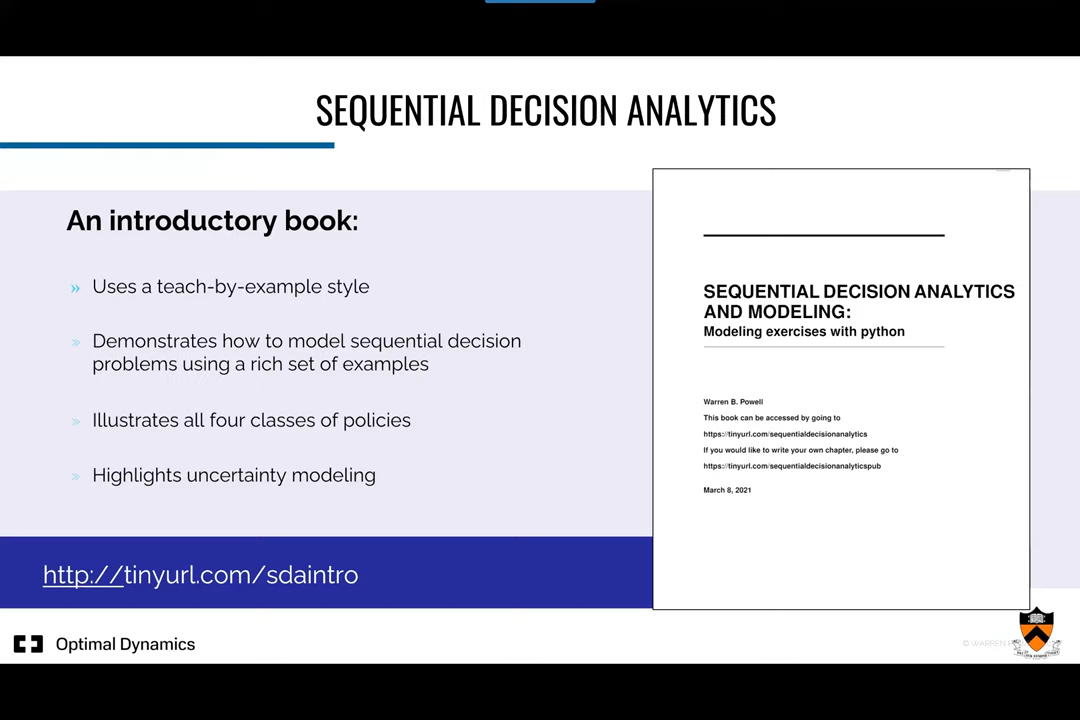 SEQUENTIAL DECISION ANALYTICS
An introductory book:
» Uses a teach-by-example style
» Demonstrates how to model sequential decision
problems using a rich set of examples
» Illustrates all four classes of policies
» Highlights uncertainty modeling
http://tinyurl.com/sdaintro
SEQUENTIAL DECISION ANALYTICS
AND MODELING:
Modeling exercises with python
Warren B. Powell
This book can be accessed by going to
https://tinyurl.com/sequentialdecisionanalytics
If you would like to write your own chapter, please go to
https://tinyurl.com/sequentialdecisionanalyticspub
March 8, 2021
Optimal Dynamics
© WARREN